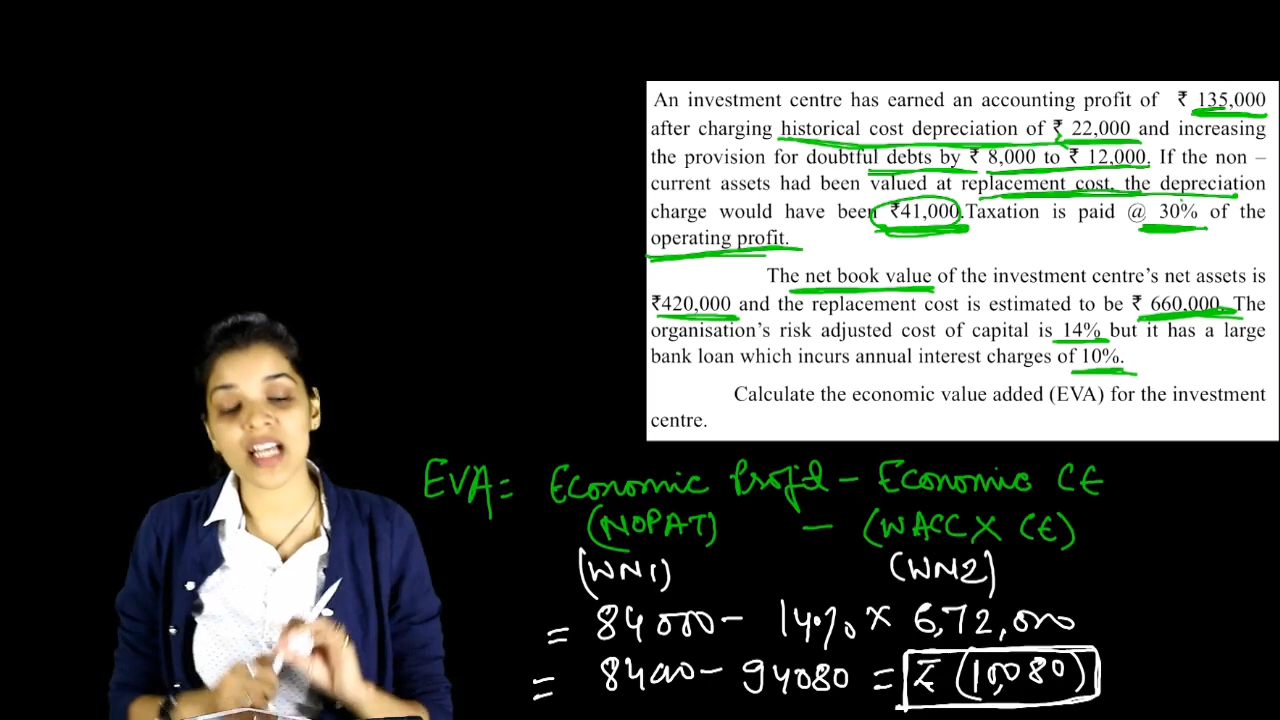 An investment centre has earned an accounting profit of ₹ 135,000
after charging historical cost depreciation of ₹ 22,000 and increasing
the provision for doubtful debts by ₹ 8,000 to ₹ 12,000. If the non –
current assets had been valued at replacement cost, the depreciation
charge would have been ₹41,000.Taxation is paid @ 30% of the
operating profit.
The net book value of the investment centre's net assets is
₹420,000 and the replacement cost is estimated to be ₹ 660,000. The
organisation's risk adjusted cost of capital is 14% but it has a large
bank loan which incurs annual interest charges of 10%.
Calculate the economic value added (EVA) for the investment
centre.
EVA = Economic Profit - Economic CE
(NOPAT) - (WACC X CE)
(WN1) (WN2)
= 84000 - 14% × 6,72,000
= 84000 - 94080 = ₹ (10,080)